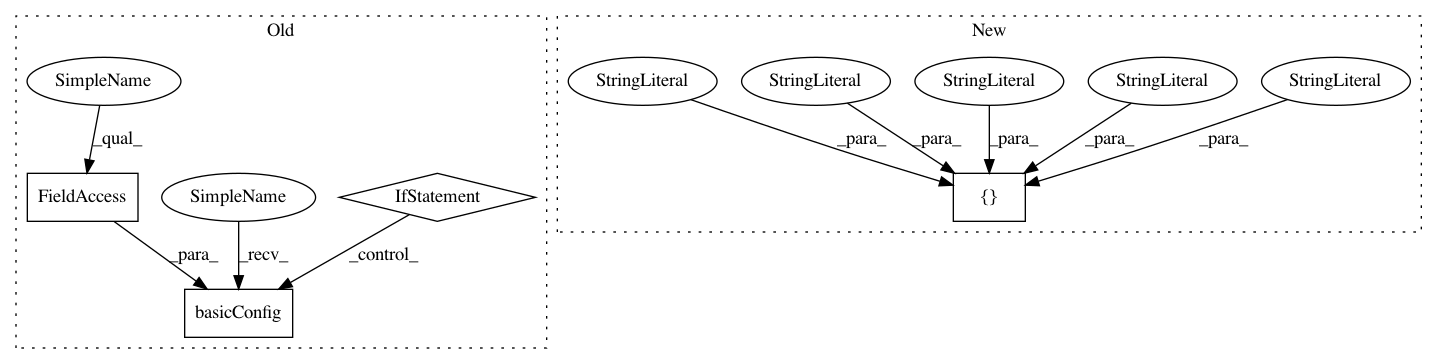 Old
New
SimpleName
StringLiteral StringLiteral StringLiteral StringLiteral StringLiteral
_qual_
_para_ _para_ _para_ _para_ _para_
FieldAccess SimpleName IfStatement {}
_para_ _recv_ _control_
basicConfig